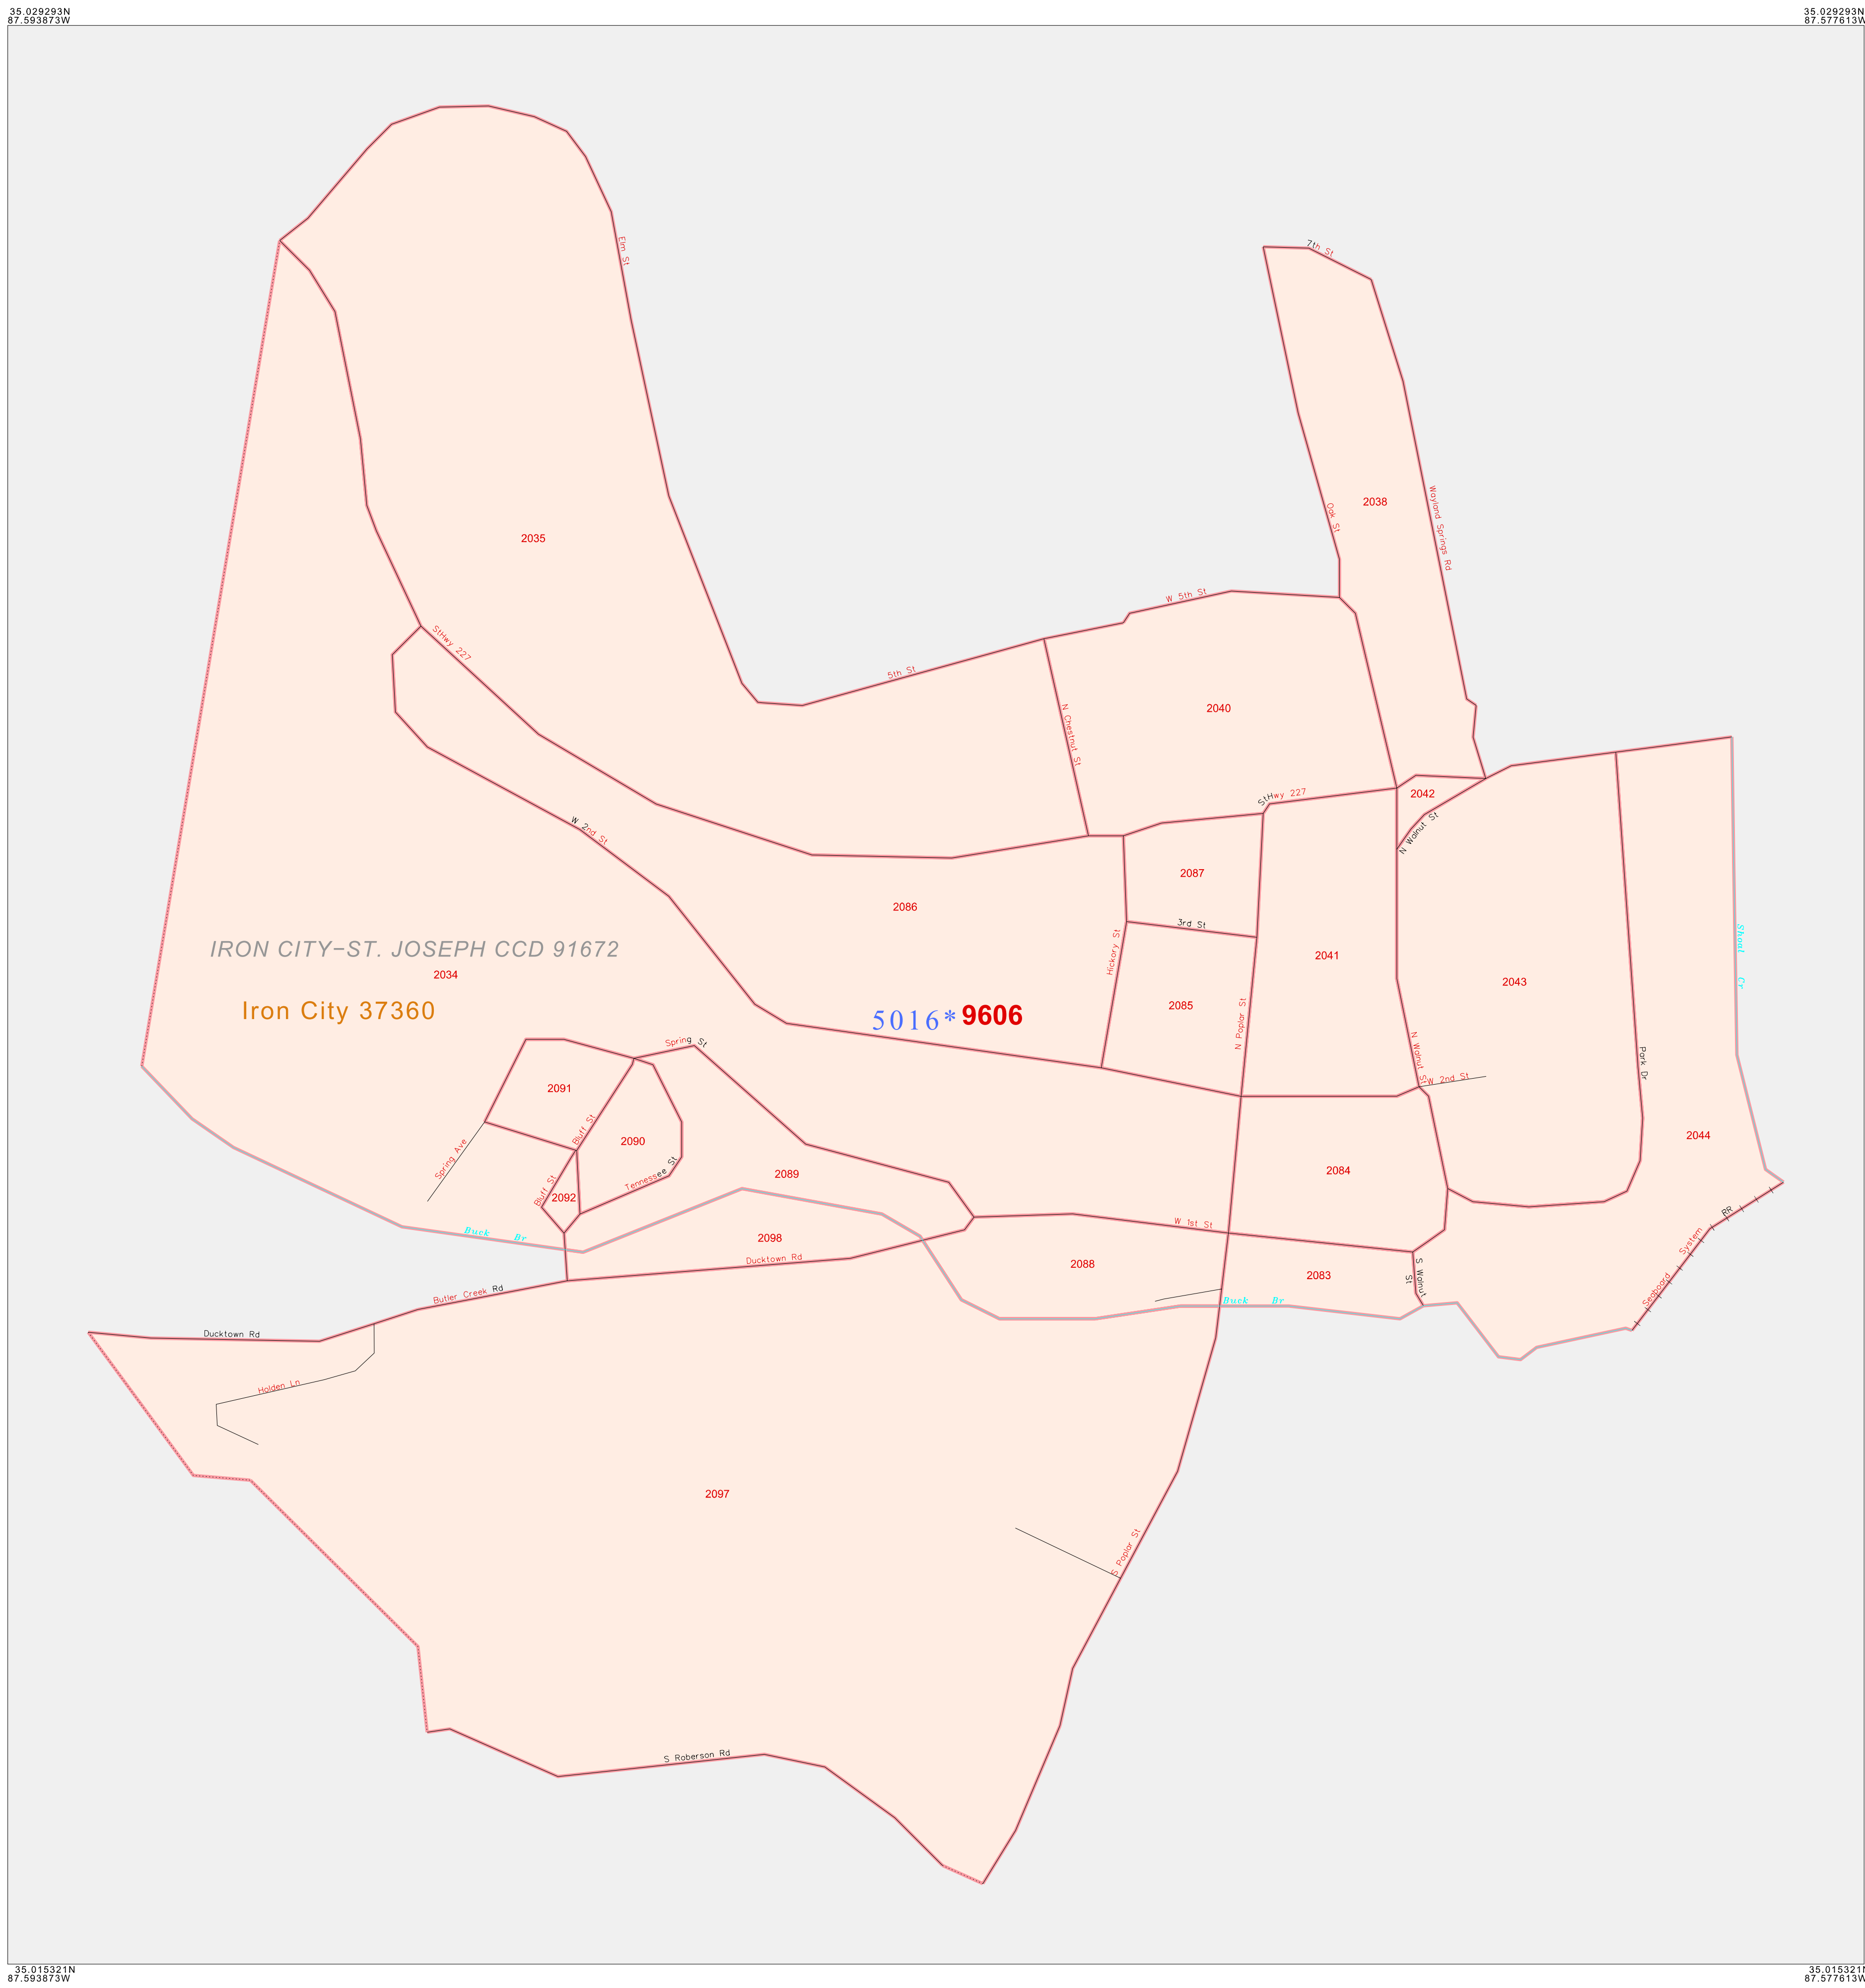 35.029293N
87.593873W
35.029293N
87.577613W
7th St
Elm St
Wayland Springs Rd
2038
Oak St
2035
W 5th St
StHwy 227
5th St
N Chestnut St
2040
StHwy 227
2042
N Walnut St
W 2nd St
2087
2086
3rd St
Hickory St
Shoal Cr
IRON CITY-ST. JOSEPH CCD 91672
2034
2041
2043
Iron City 37360
5016* 9606
2085
N Poplar St
Spring St
N Walnut St
W 2nd St
Park Dr
2091
Bluff St
2090
Spring Ave
2044
2089
2084
Tennessee St
Bluff St
2092
W 1st St
RR
Buck Br
2098
System
Ducktown Rd
2088
2083
S Walnut St
Seaboard
Butler Creek Rd
Buck Br
Ducktown Rd
Holden Ln
2097
S Poplar St
S Roberson Rd
35.015321N
87.593873W
35.015321N
87.577613W